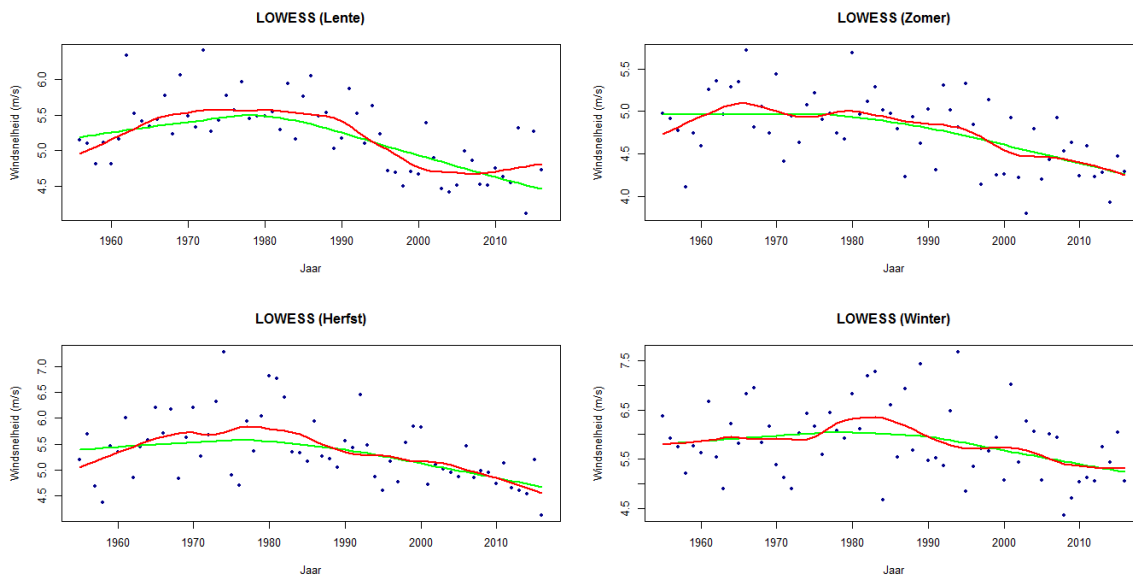 LOWESS (Lente)
Windsnelheid (m/s)
6.0
5.5
5.0
4.5
1960 1970 1980 1990 2000 2010
Jaar
LOWESS (Zomer)
Windsnelheid (m/s)
5.5
5.0
4.5
4.0
1960 1970 1980 1990 2000 2010
Jaar
LOWESS (Herfst)
Windsnelheid (m/s)
7.0
6.5
6.0
5.5
5.0
4.5
1960 1970 1980 1990 2000 2010
Jaar
LOWESS (Winter)
Windsnelheid (m/s)
7.5
6.5
5.5
4.5
1960 1970 1980 1990 2000 2010
Jaar